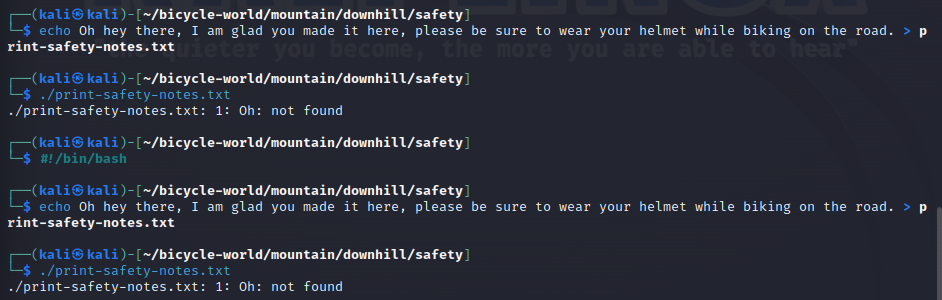 ┌──(kali㉿kali)-[~/bicycle-world/mountain/downhill/safety]
└─$ echo Oh hey there, I am glad you made it here, please be sure to wear your helmet while biking on the road. > p
rint-safety-notes.txt
"the quieter you become, the more you are able to hear"
┌──(kali㉿kali)-[~/bicycle-world/mountain/downhill/safety]
└─$ ./print-safety-notes.txt
./print-safety-notes.txt: 1: Oh: not found
┌──(kali㉿kali)-[~/bicycle-world/mountain/downhill/safety]
└─$ #!/bin/bash
┌──(kali㉿kali)-[~/bicycle-world/mountain/downhill/safety]
└─$ echo Oh hey there, I am glad you made it here, please be sure to wear your helmet while biking on the road. > p
rint-safety-notes.txt
┌──(kali㉿kali)-[~/bicycle-world/mountain/downhill/safety]
└─$ ./print-safety-notes.txt
./print-safety-notes.txt: 1: Oh: not found